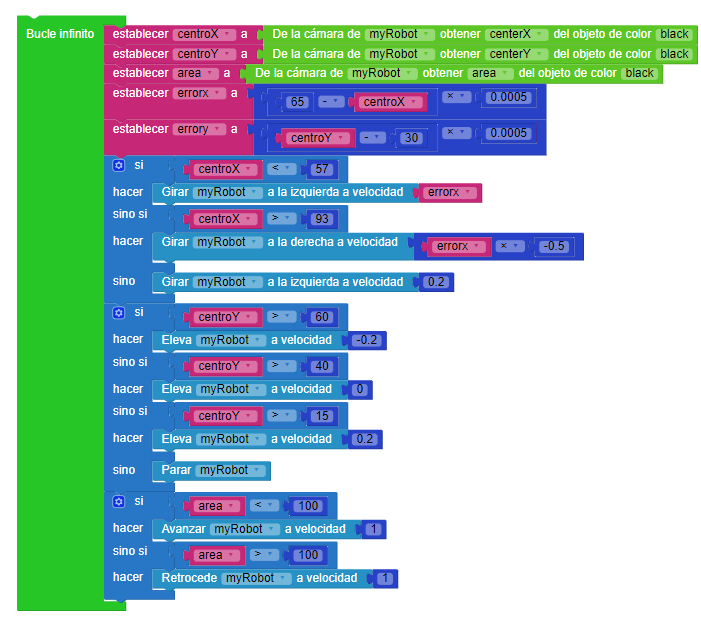 Bucle infinito
establecer centroX a De la cámara de myRobot obtener centerX del objeto de color black
establecer centroY a De la cámara de myRobot obtener centerY del objeto de color black
establecer area a De la cámara de myRobot obtener area del objeto de color black
establecer errorx a 65 - centroX × 0.0005
establecer errory a centroY - 30 × 0.0005
si centroX < 57
hacer Girar myRobot a la izquierda a velocidad errorx
sino si centroX > 93
hacer Girar myRobot a la derecha a velocidad errorx × -0.5
sino Girar myRobot a la izquierda a velocidad 0.2
si centroY > 60
hacer Eleva myRobot a velocidad -0.2
sino si centroY > 40
hacer Eleva myRobot a velocidad 0
sino si centroY > 15
hacer Eleva myRobot a velocidad 0.2
sino Parar myRobot
si area < 100
hacer Avanzar myRobot a velocidad 1
sino si area > 100
hacer Retrocede myRobot a velocidad 1